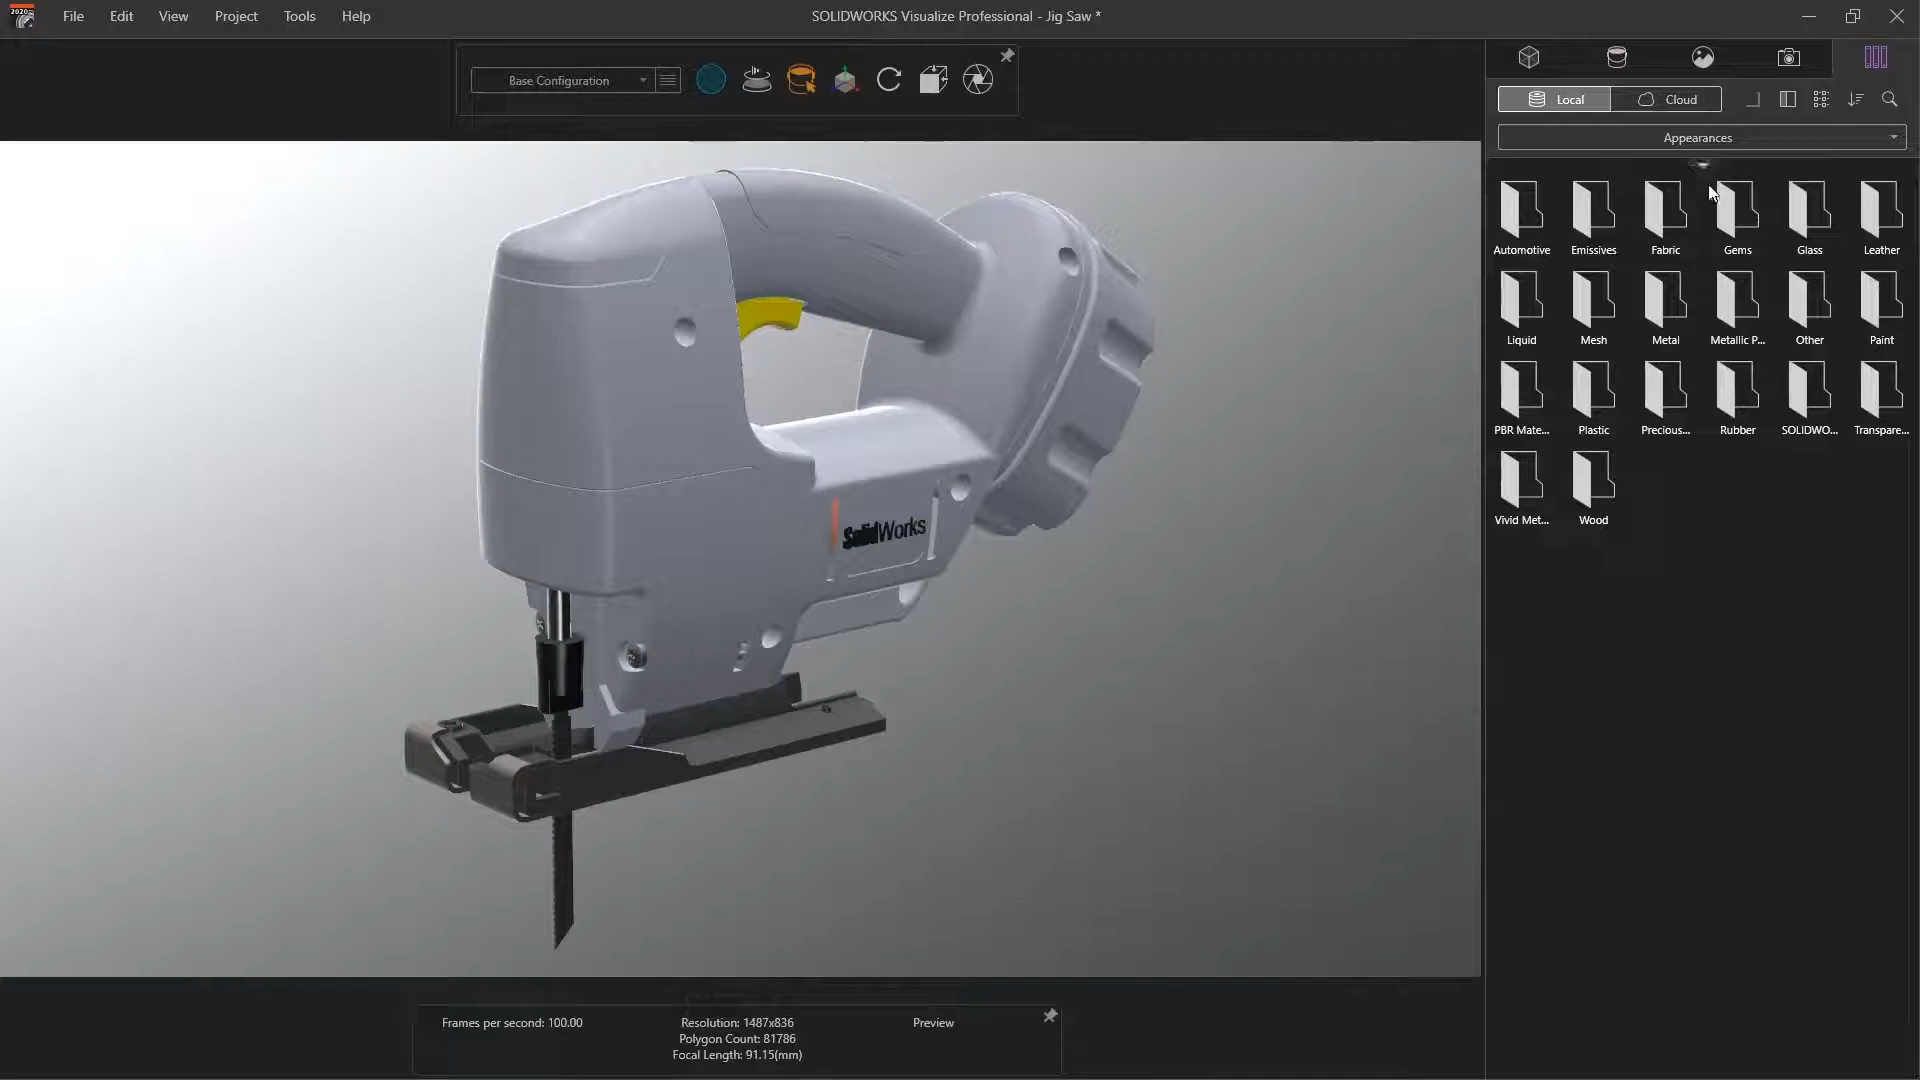 2020
File Edit View Project Tools Help
SOLIDWORKS Visualize Professional - Jig Saw *
Base Configuration
Local Cloud
Appearances
Automotive Emissives Fabric Gems Glass Leather
Liquid Mesh Metal Metallic P... Other Paint
PBR Mate... Plastic Precious... Rubber SOLIDWO... Transpare...
Vivid Met... Wood
SolidWorks
Frames per second: 100.00
Resolution: 1487x836
Polygon Count: 81786
Focal Length: 91.15(mm)
Preview